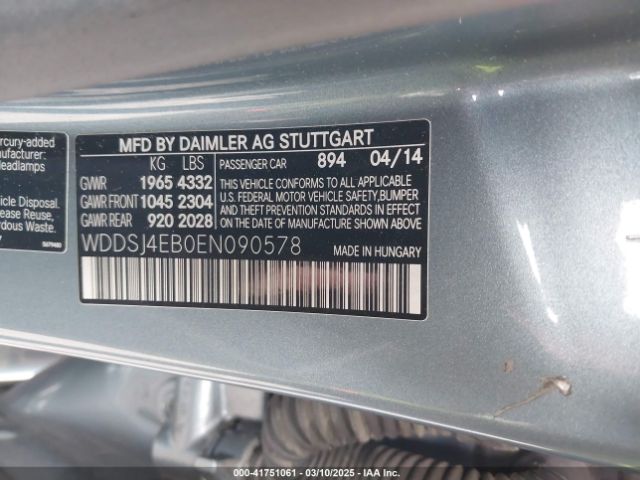 rcury-added
anufacturer:
eadlamps
hicle Disposal.
ease Reuse,
rdous Waste.
MFD BY DAIMLER AG STUTTGART
KG LBS
GVWR 1965 4332
GAWR FRONT 1045 2304
GAWR REAR 920 2028
PASSENGER CAR 894 04/14
THIS VEHICLE CONFORMS TO ALL APPLICABLE
U.S. FEDERAL MOTOR VEHICLE SAFETY,BUMPER
AND THEFT PREVENTION STANDARDS IN EFFECT
ON THE DATE OF MANUFACTURE SHOWN ABOVE.
WDDSJ4EB0EN090578
MADE IN HUNGARY
000-41751061 — 03/10/2025 — IAA Inc.